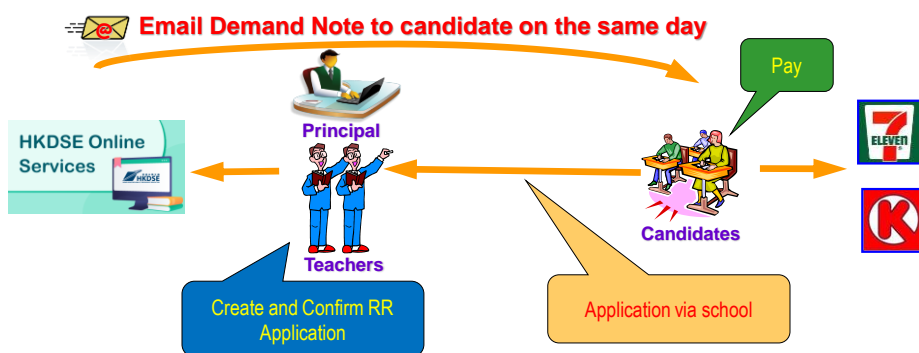 @
Email Demand Note to candidate on the same day
Pay
Principal
HKDSE Online
Services
HKDSE
7
ELEVEN
K
Candidates
Teachers
Create and Confirm RR
Application
Application via school